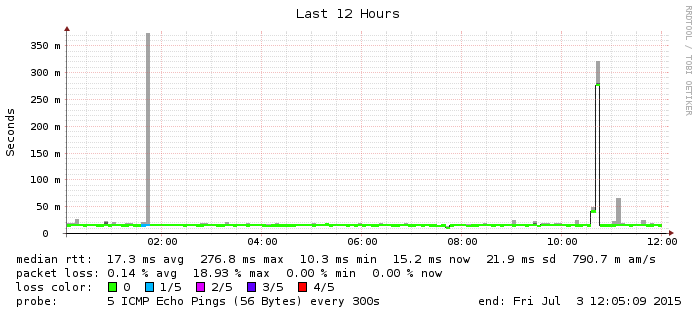 Last 12 Hours
RRDTOOL / TOBI OETIKER
Seconds
350 m
300 m
250 m
200 m
150 m
100 m
50 m
0
02:00 04:00 06:00 08:00 10:00 12:00
median rtt: 17.3 ms avg 276.8 ms max 10.3 ms min 15.2 ms now 21.9 ms sd 790.7 m am/s
packet loss: 0.14 % avg 18.93 % max 0.00 % min 0.00 % now
loss color: 0 1/5 2/5 3/5 4/5
probe: 5 ICMP Echo Pings (56 Bytes) every 300s end: Fri Jul 3 12:05:09 2015